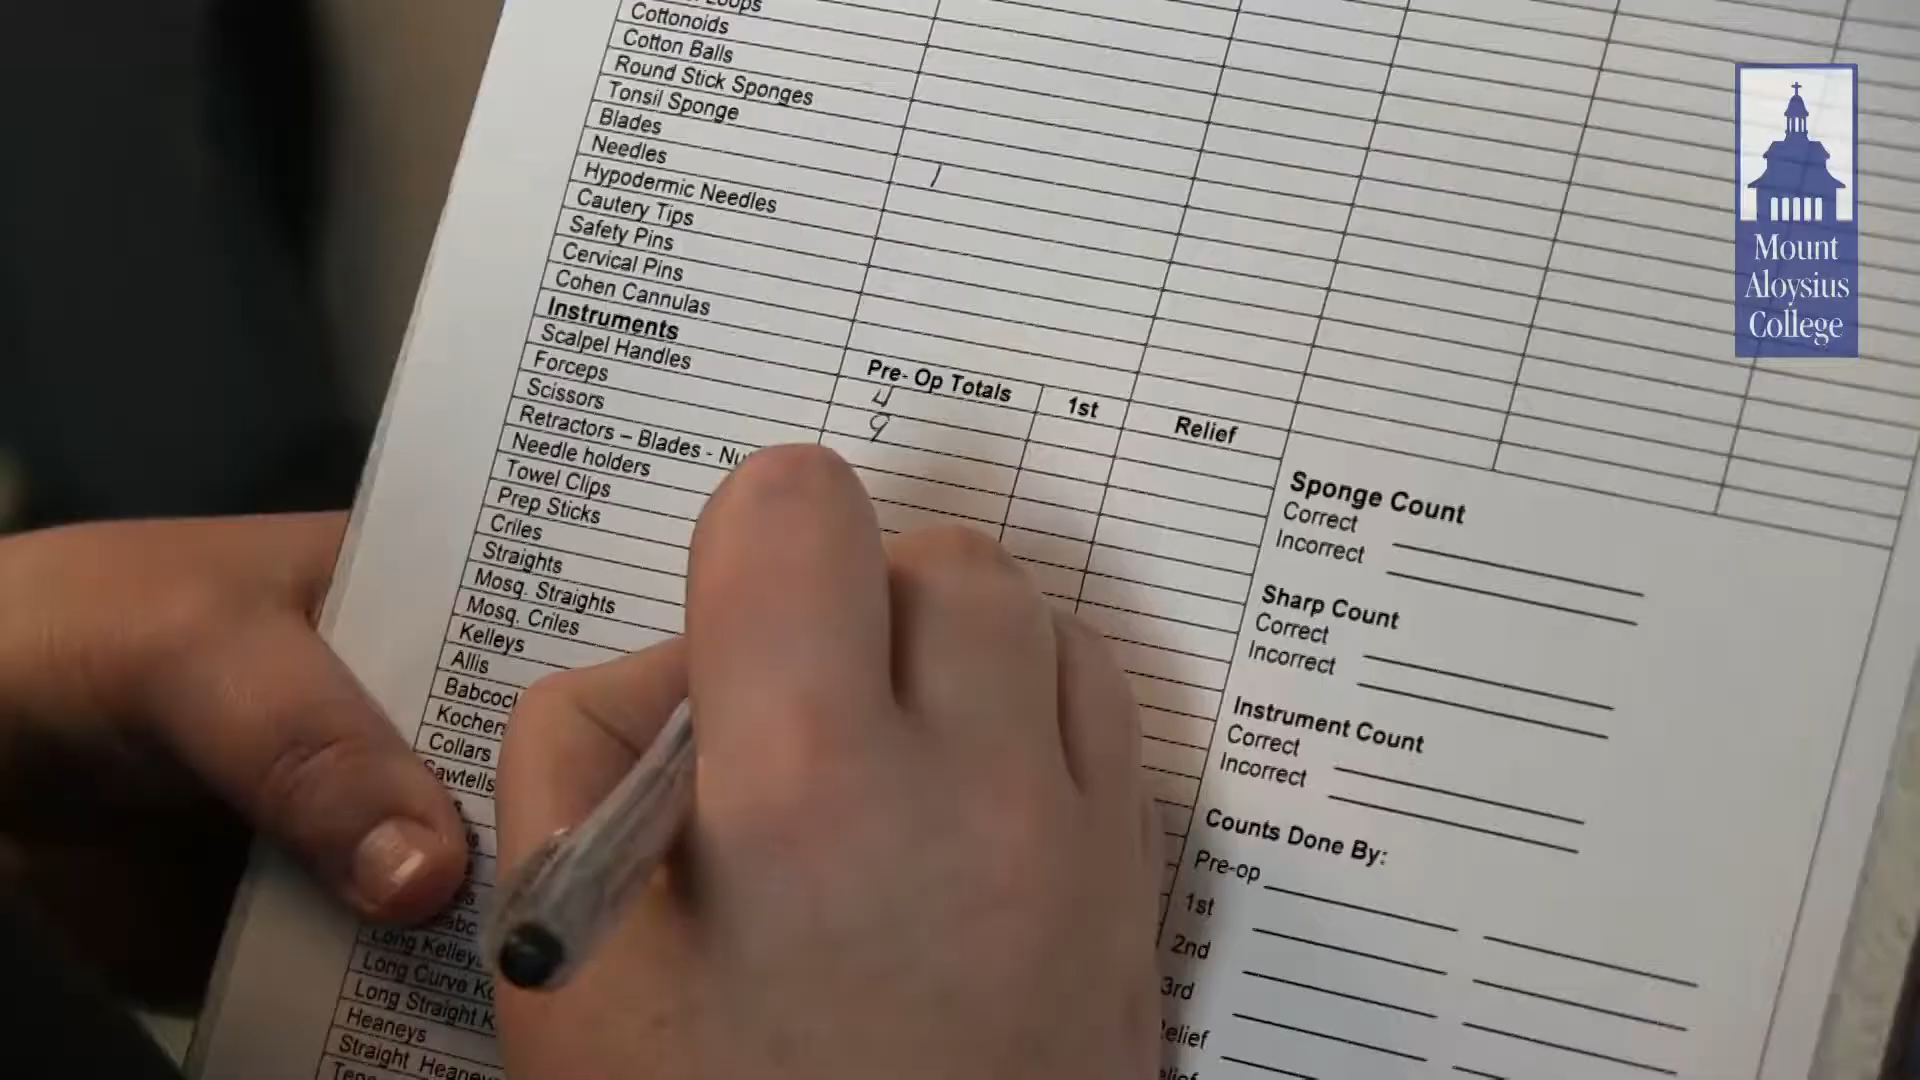 Cottonoids
Cotton Balls
Round Stick Sponges
Tonsil Sponge
Blades
Needles 1
Hypodermic Needles
Cautery Tips
Safety Pins
Cervical Pins
Cohen Cannulas
Instruments Pre- Op Totals 1st Relief
Scalpel Handles 4
Forceps 9
Scissors
Retractors – Blades -
Needle holders
Towel Clips
Prep Sticks
Criles
Straights
Mosq. Straights
Mosq. Criles
Kelleys
Allis
Collars
Long Kelleys
Long Curve
Long Straight
Heaneys
Straight
Sponge Count
Correct
Incorrect
Sharp Count
Correct
Incorrect
Instrument Count
Correct
Incorrect
Counts Done By:
Pre-op
1st
2nd
3rd
Mount
Aloysius
College